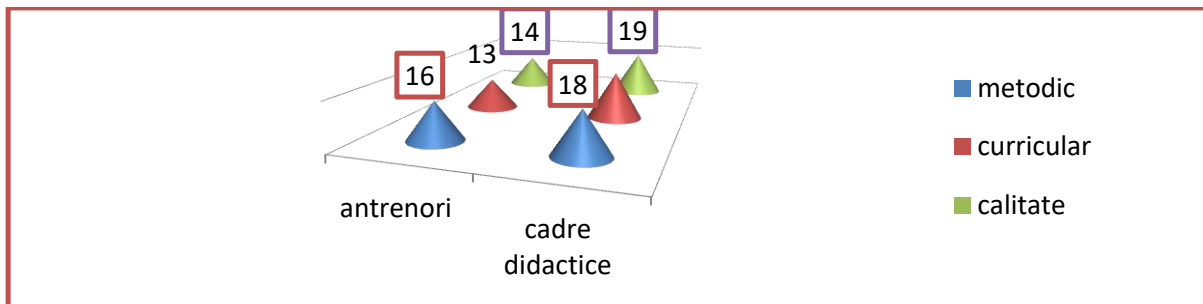 14
19
13
16
18
metodic
curricular
calitate
antrenori
cadre
didactice